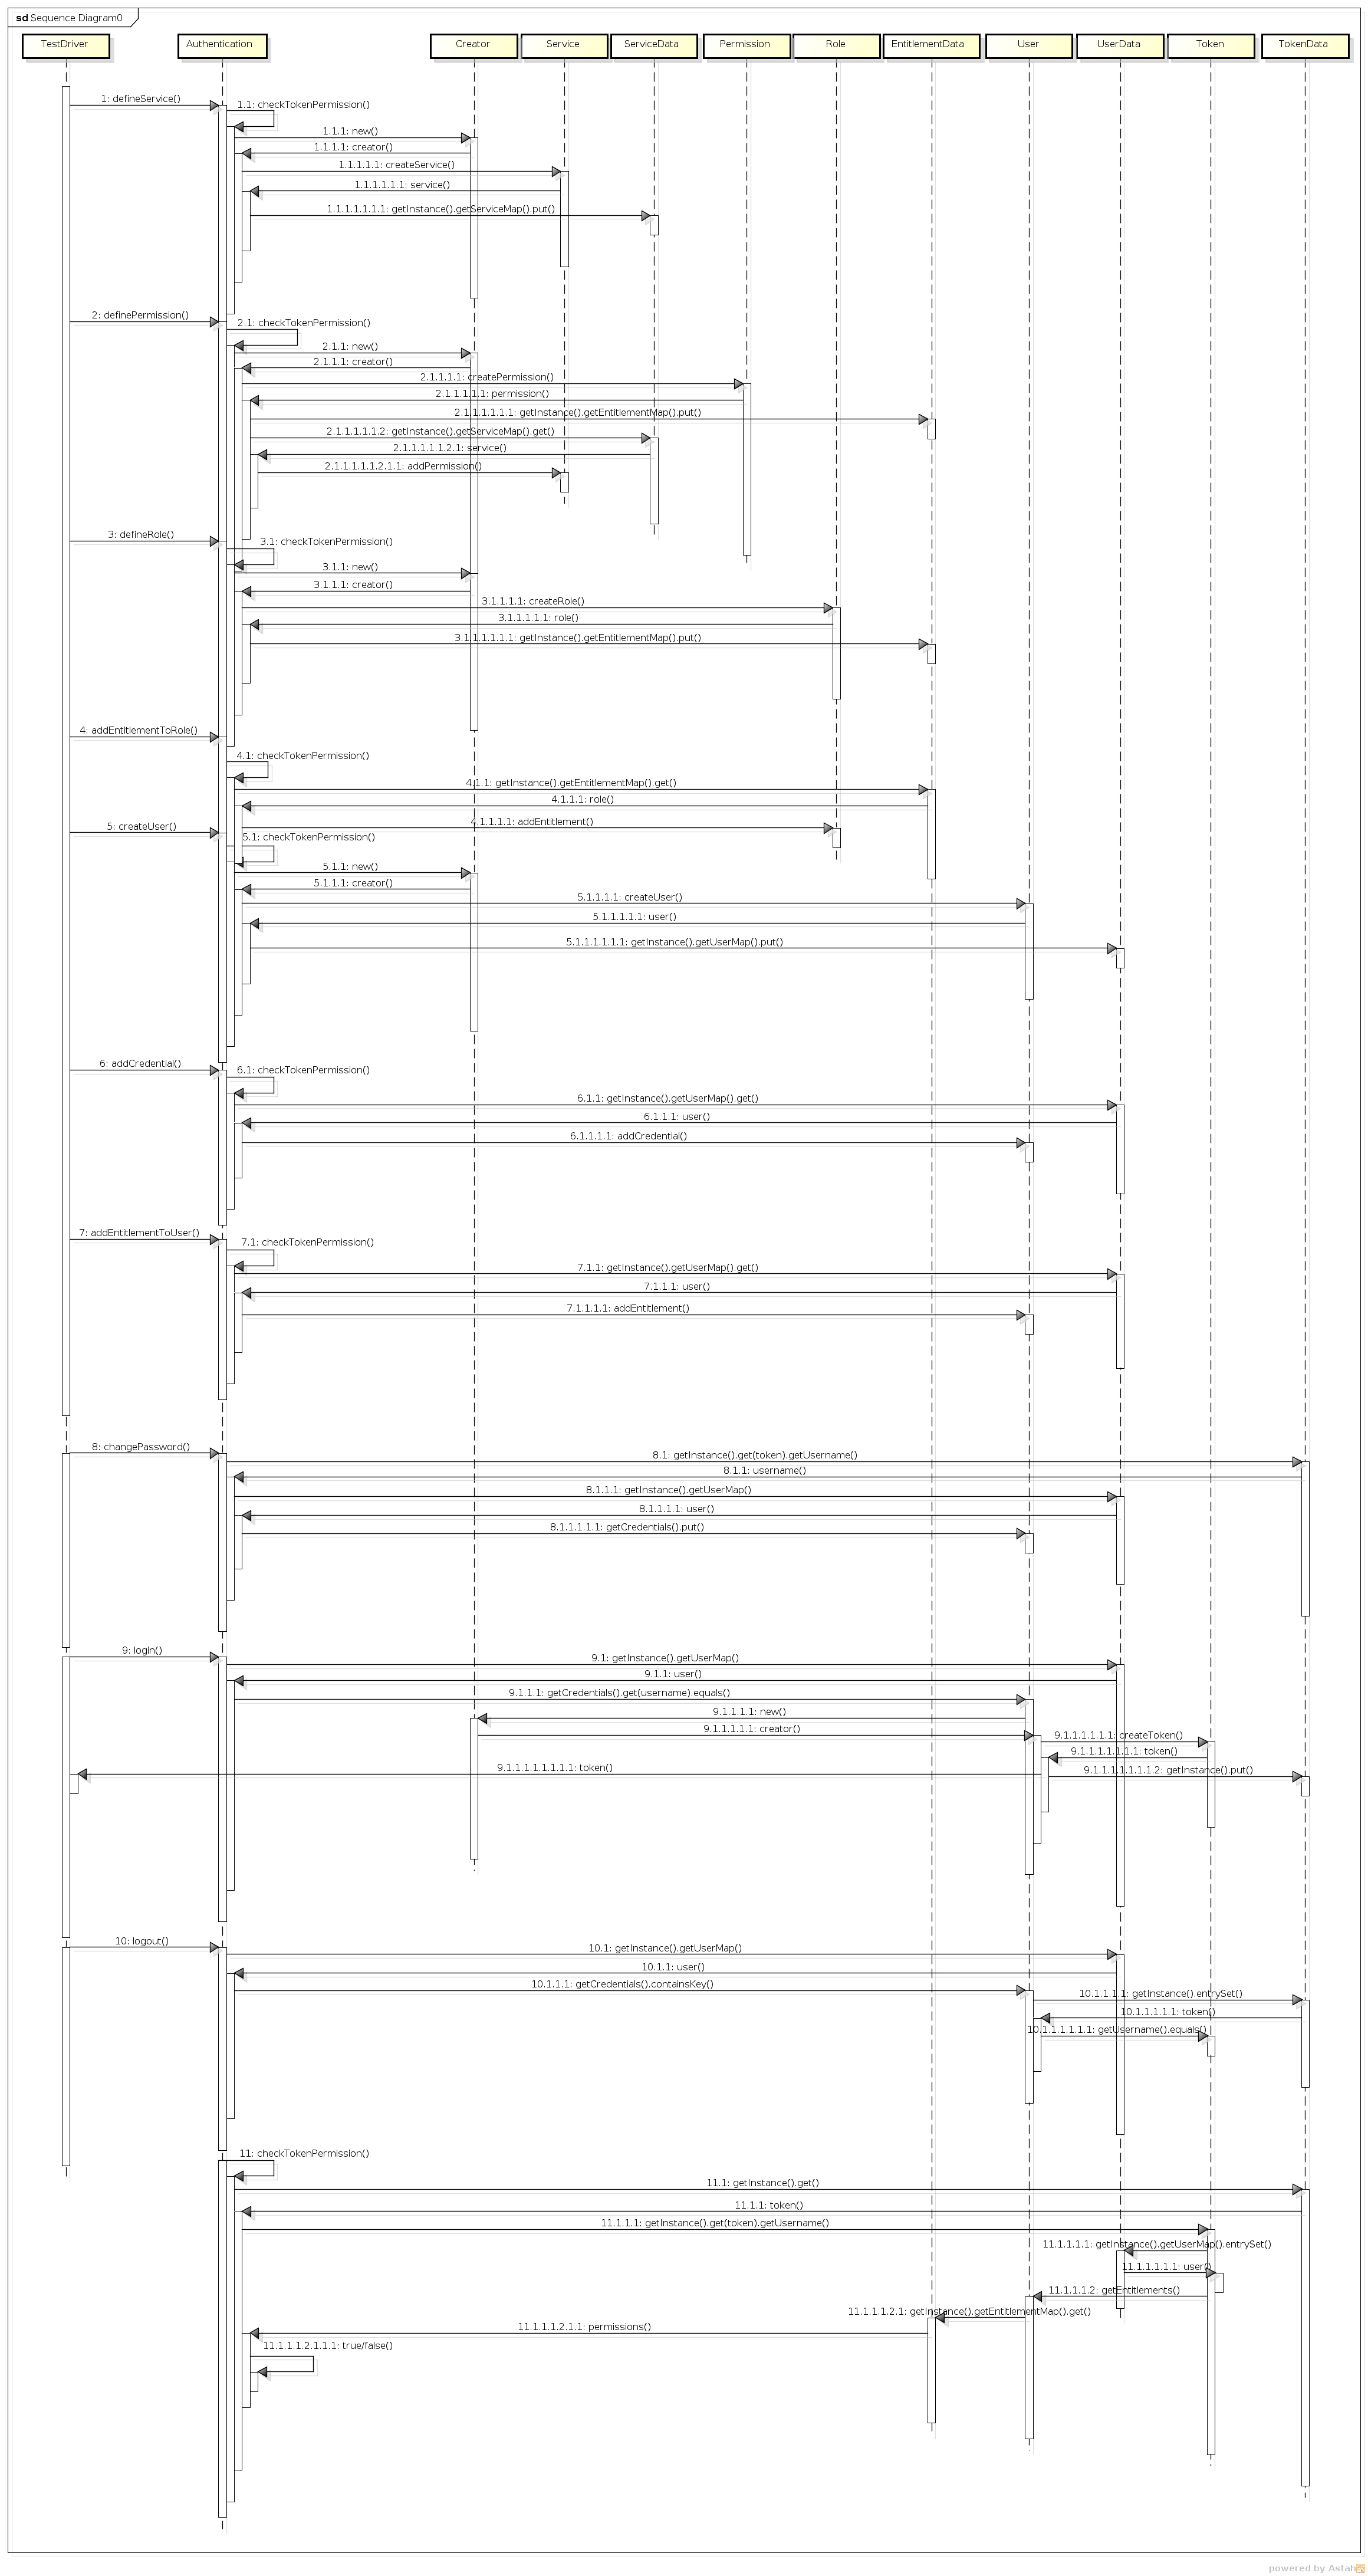 sd Sequence Diagram0
TestDriver
Authentication
Creator
Service
ServiceData
Permission
Role
EntitlementData
User
UserData
Token
TokenData
1: defineService()
1.1: checkTokenPermission()
1.1.1: new()
1.1.1.1: creator()
1.1.1.1.1: createService()
1.1.1.1.1.1: service()
1.1.1.1.1.1.1: getInstance().getServiceMap().put()
2: definePermission()
2.1: checkTokenPermission()
2.1.1: new()
2.1.1.1: creator()
2.1.1.1.1: createPermission()
2.1.1.1.1.1: permission()
2.1.1.1.1.1.1: getInstance().getEntitlementMap().put()
2.1.1.1.1.1.2: getInstance().getServiceMap().get()
2.1.1.1.1.1.2.1: service()
2.1.1.1.1.1.2.1.1: addPermission()
3: defineRole()
3.1: checkTokenPermission()
3.1.1: new()
3.1.1.1: creator()
3.1.1.1.1: createRole()
3.1.1.1.1.1: role()
3.1.1.1.1.1.1: getInstance().getEntitlementMap().put()
4: addEntitlementToRole()
4.1: checkTokenPermission()
4.1.1: getInstance().getEntitlementMap().get()
4.1.1.1: role()
4.1.1.1.1: addEntitlement()
5: createUser()
5.1: checkTokenPermission()
5.1.1: new()
5.1.1.1: creator()
5.1.1.1.1: createUser()
5.1.1.1.1.1: user()
5.1.1.1.1.1.1: getInstance().getUserMap().put()
6: addCredential()
6.1: checkTokenPermission()
6.1.1: getInstance().getUserMap().get()
6.1.1.1: user()
6.1.1.1.1: addCredential()
7: addEntitlementToUser()
7.1: checkTokenPermission()
7.1.1: getInstance().getUserMap().get()
7.1.1.1: user()
7.1.1.1.1: addEntitlement()
8: changePassword()
8.1: getInstance().get(token).getUsername()
8.1.1: username()
8.1.1.1: getInstance().getUserMap()
8.1.1.1.1: user()
8.1.1.1.1.1: getCredentials().put()
9: login()
9.1: getInstance().getUserMap()
9.1.1: user()
9.1.1.1: getCredentials().get(username).equals()
9.1.1.1.1: new()
9.1.1.1.1.1: creator()
9.1.1.1.1.1.1: createToken()
9.1.1.1.1.1.1.1: token()
9.1.1.1.1.1.1.1.1: token()
9.1.1.1.1.1.1.1.2: getInstance().put()
10: logout()
10.1: getInstance().getUserMap()
10.1.1: user()
10.1.1.1: getCredentials().containsKey()
10.1.1.1.1: getInstance().entrySet()
10.1.1.1.1.1: token()
10.1.1.1.1.1.1: getUsername().equals()
11: checkTokenPermission()
11.1: getInstance().get()
11.1.1: token()
11.1.1.1: getInstance().get(token).getUsername()
11.1.1.1.1: getInstance().getUserMap().entrySet()
11.1.1.1.1.1: user()
11.1.1.1.2: getEntitlements()
11.1.1.1.2.1: getInstance().getEntitlementMap().get()
11.1.1.1.2.1.1: permissions()
11.1.1.1.2.1.1.1: true/false()
powered by Astah